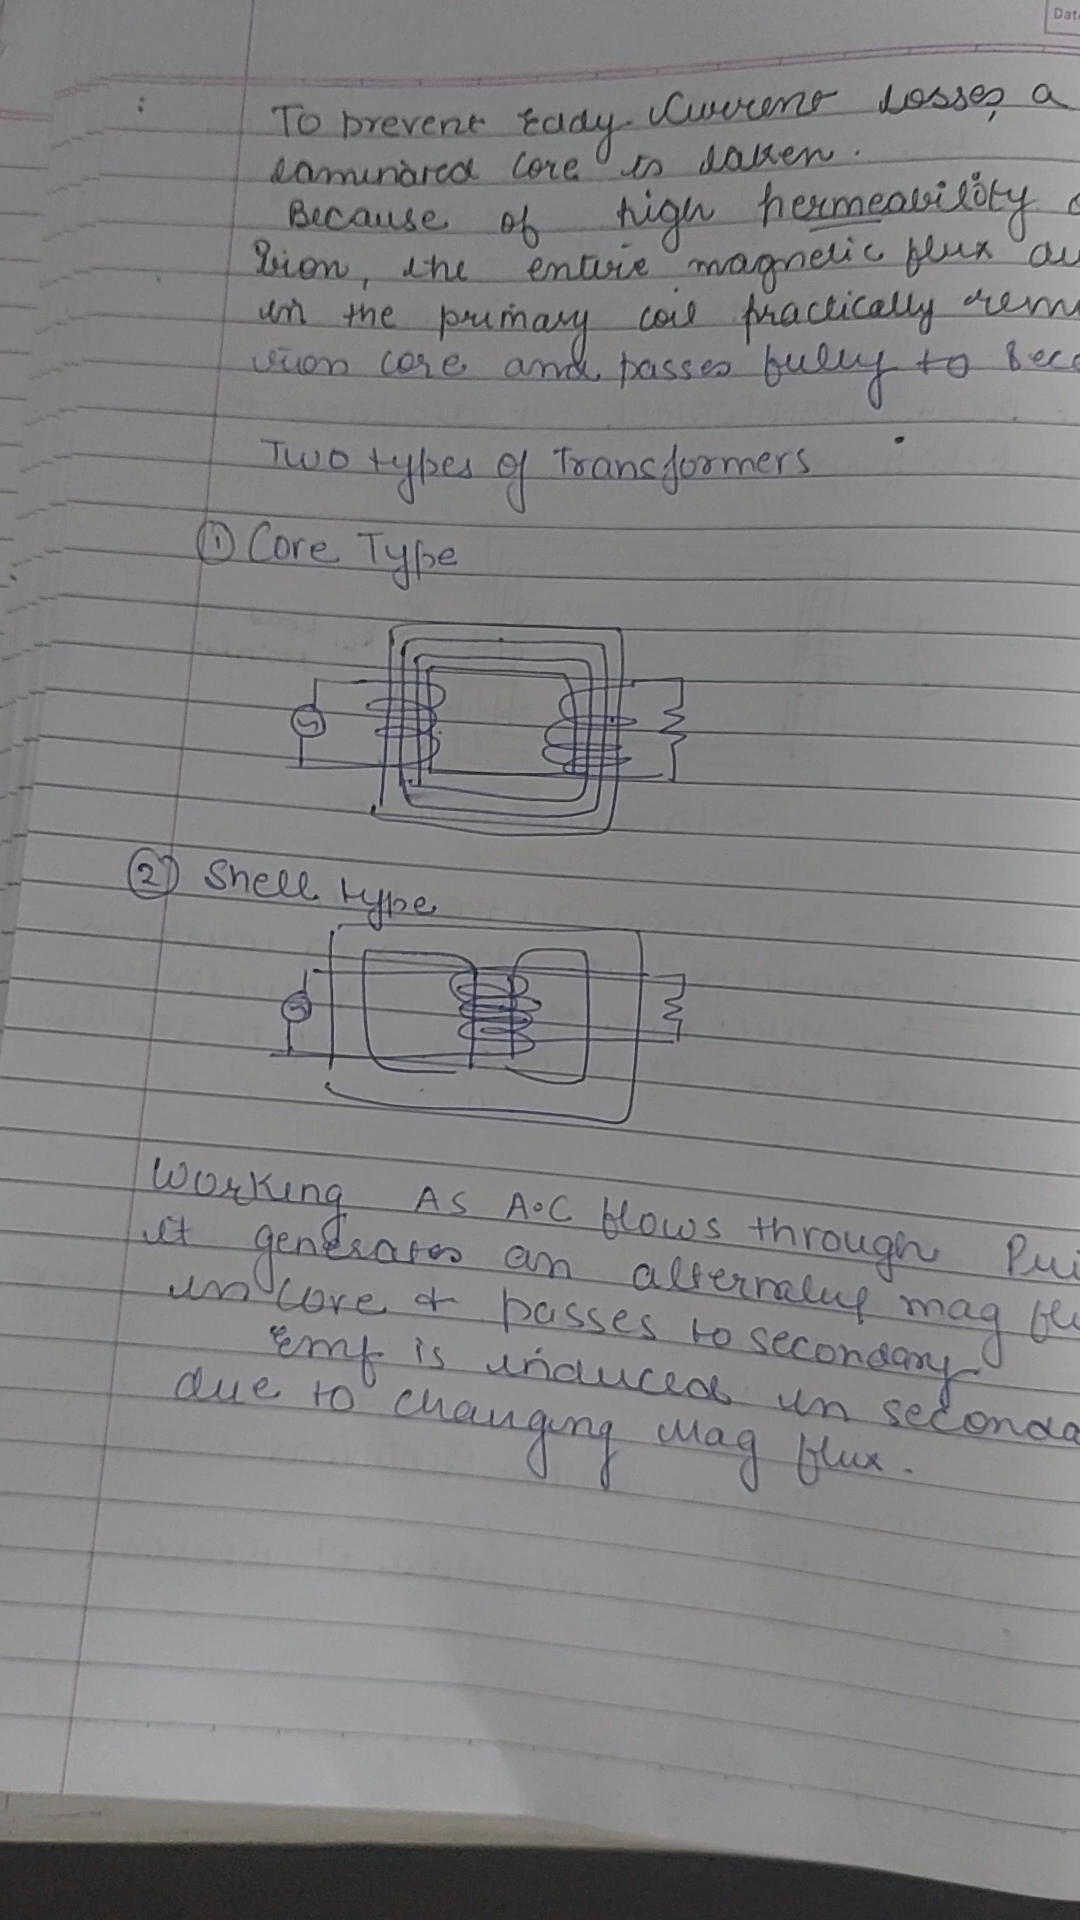 Date
:
To prevent Eddy Current Losses, a
laminated core is taken.
Because of high permeability
iron, the entire magnetic flux
in the primary coil practically
iron core and passes fully to
Two types of Transformers
① Core Type
② Shell type
Working As A.C flows through
it generates an mag
in core & passes to secondary
Emf is induced in
due to changing mag flux.